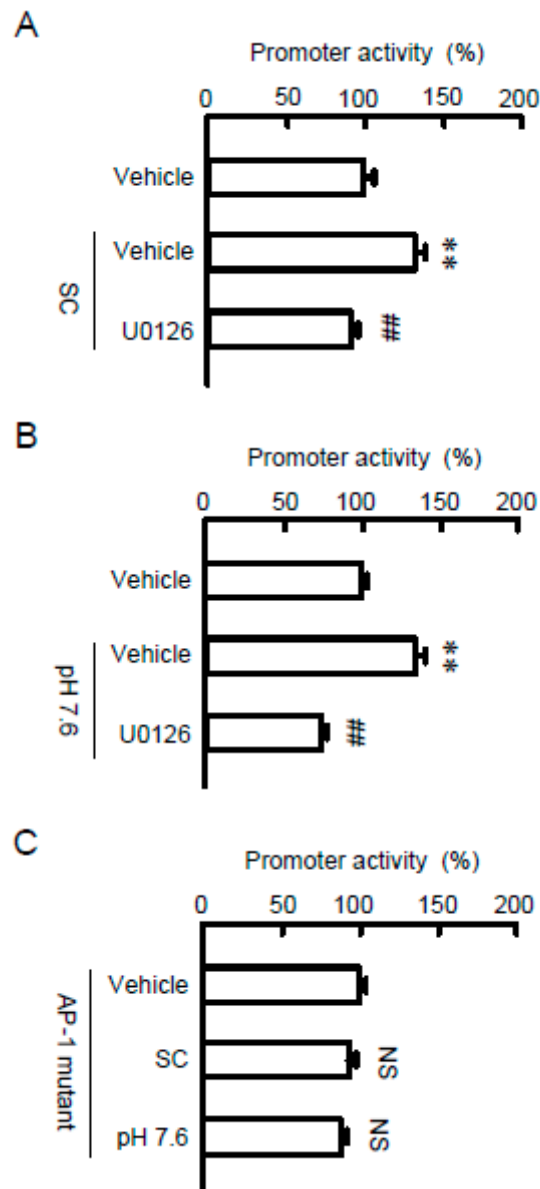 A
Promoter activity (%)
0 50 100 150 200
Vehicle
Vehicle **
U0126 ##
SC
B
Promoter activity (%)
0 50 100 150 200
Vehicle
Vehicle **
U0126 ##
pH 7.6
C
Promoter activity (%)
0 50 100 150 200
Vehicle
SC NS
pH 7.6 NS
AP-1 mutant